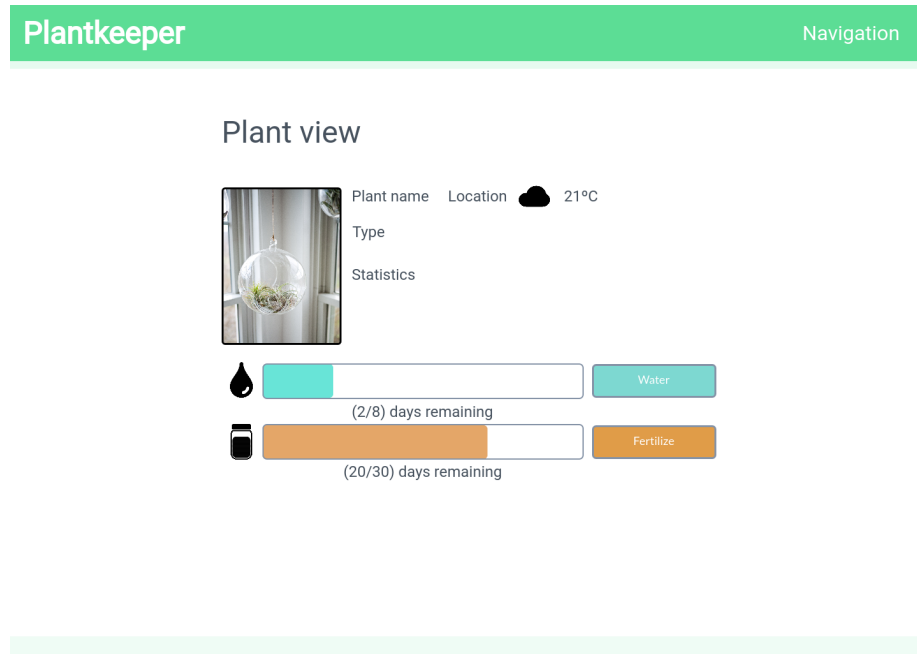 Plantkeeper Navigation
Plant view
Plant name Location 21ºC
Type
Statistics
Water
(2/8) days remaining
Fertilize
(20/30) days remaining